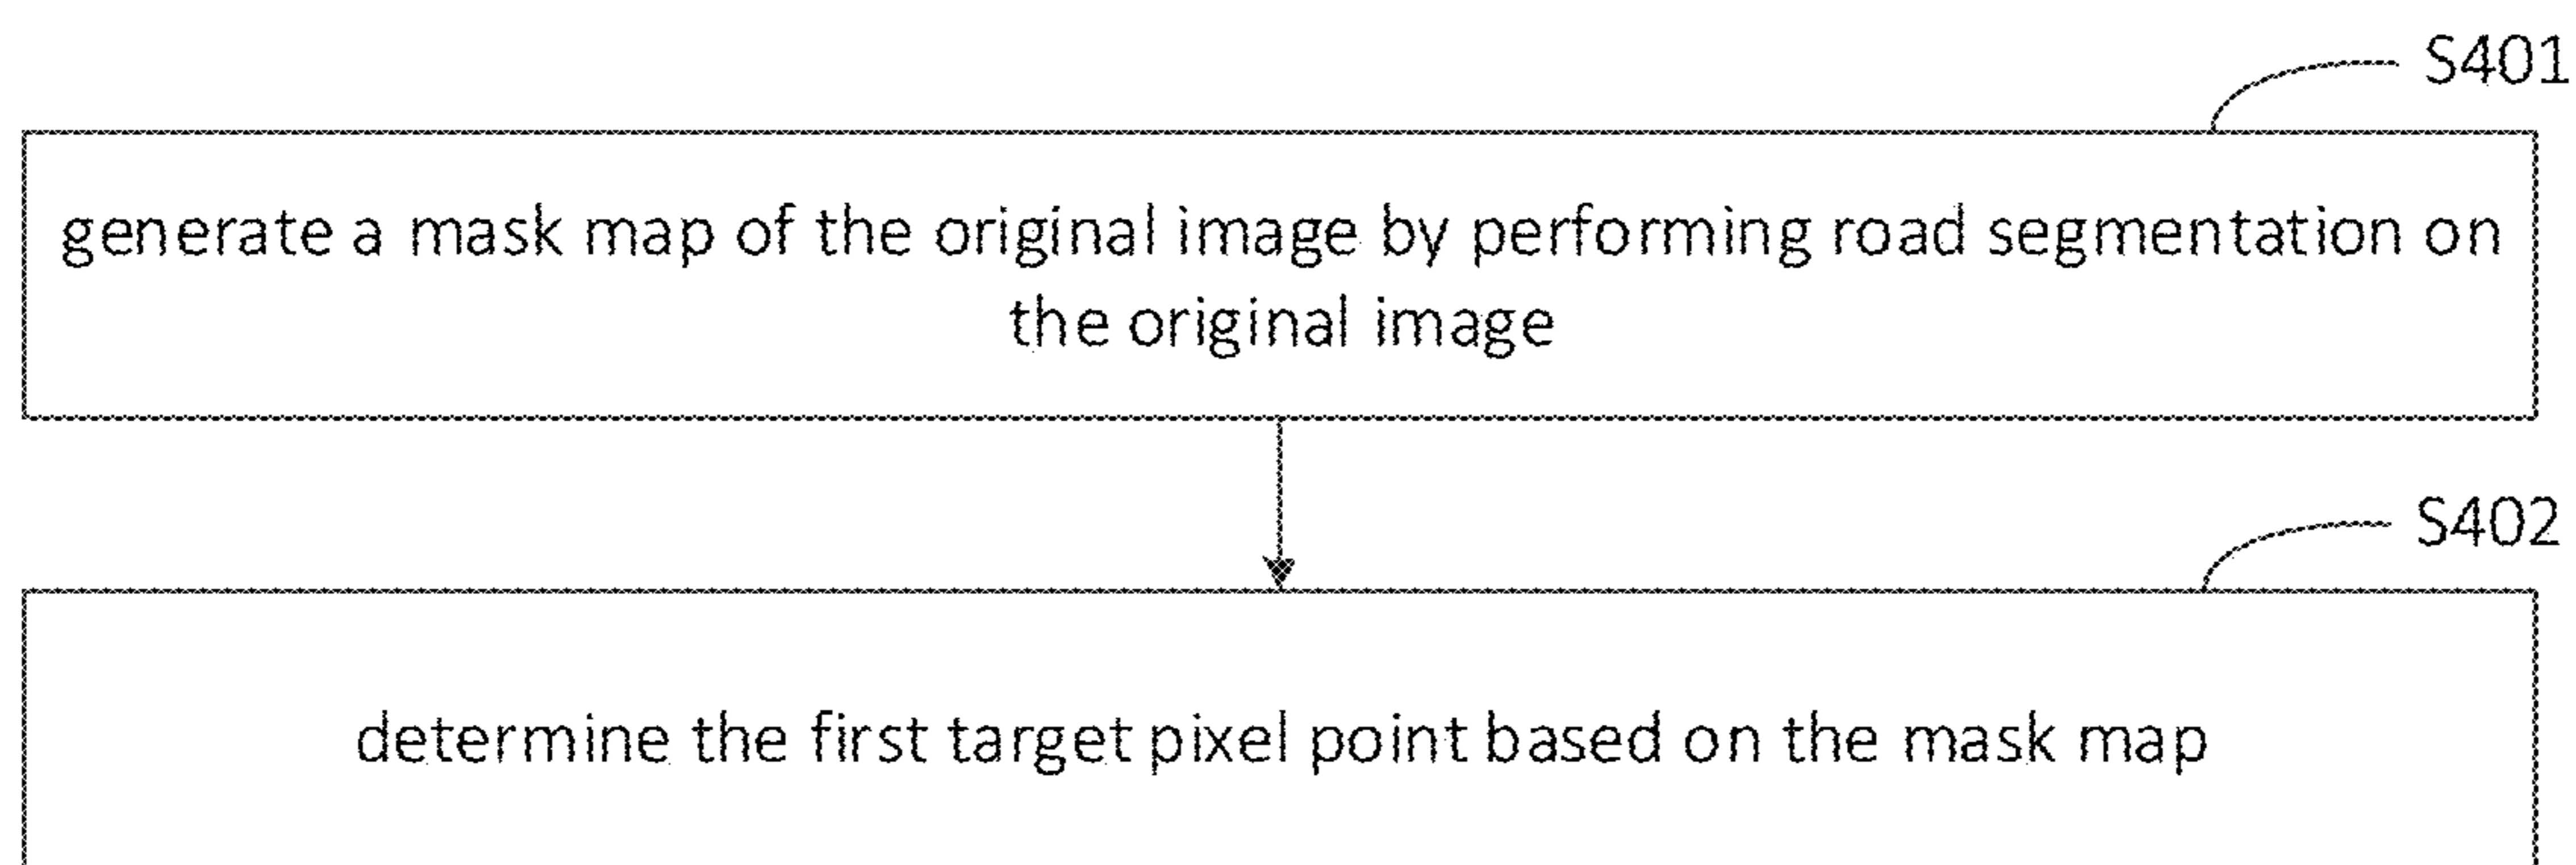 S401
generate a mask map of the original image by performing road segmentation on
the original image
S402
determine the first target pixel point based on the mask map